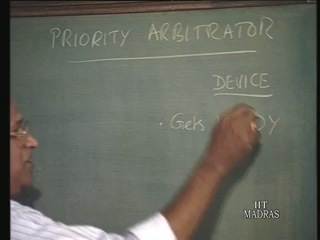 PRIORITY ARBITRATOR
DEVICE
. Gets
IIT
MADRAS